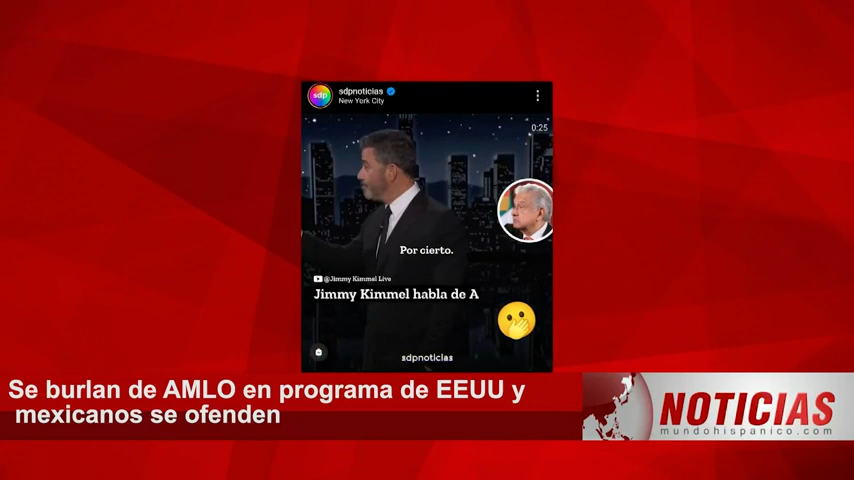 sdpnoticias
New York City
sdp
0:25
Por cierto.
@Jimmy Kimmel Live
Jimmy Kimmel habla de A
sdpnoticias
Se burlan de AMLO en programa de EEUU y
mexicanos se ofenden
NOTICIAS
mundohispanico.com